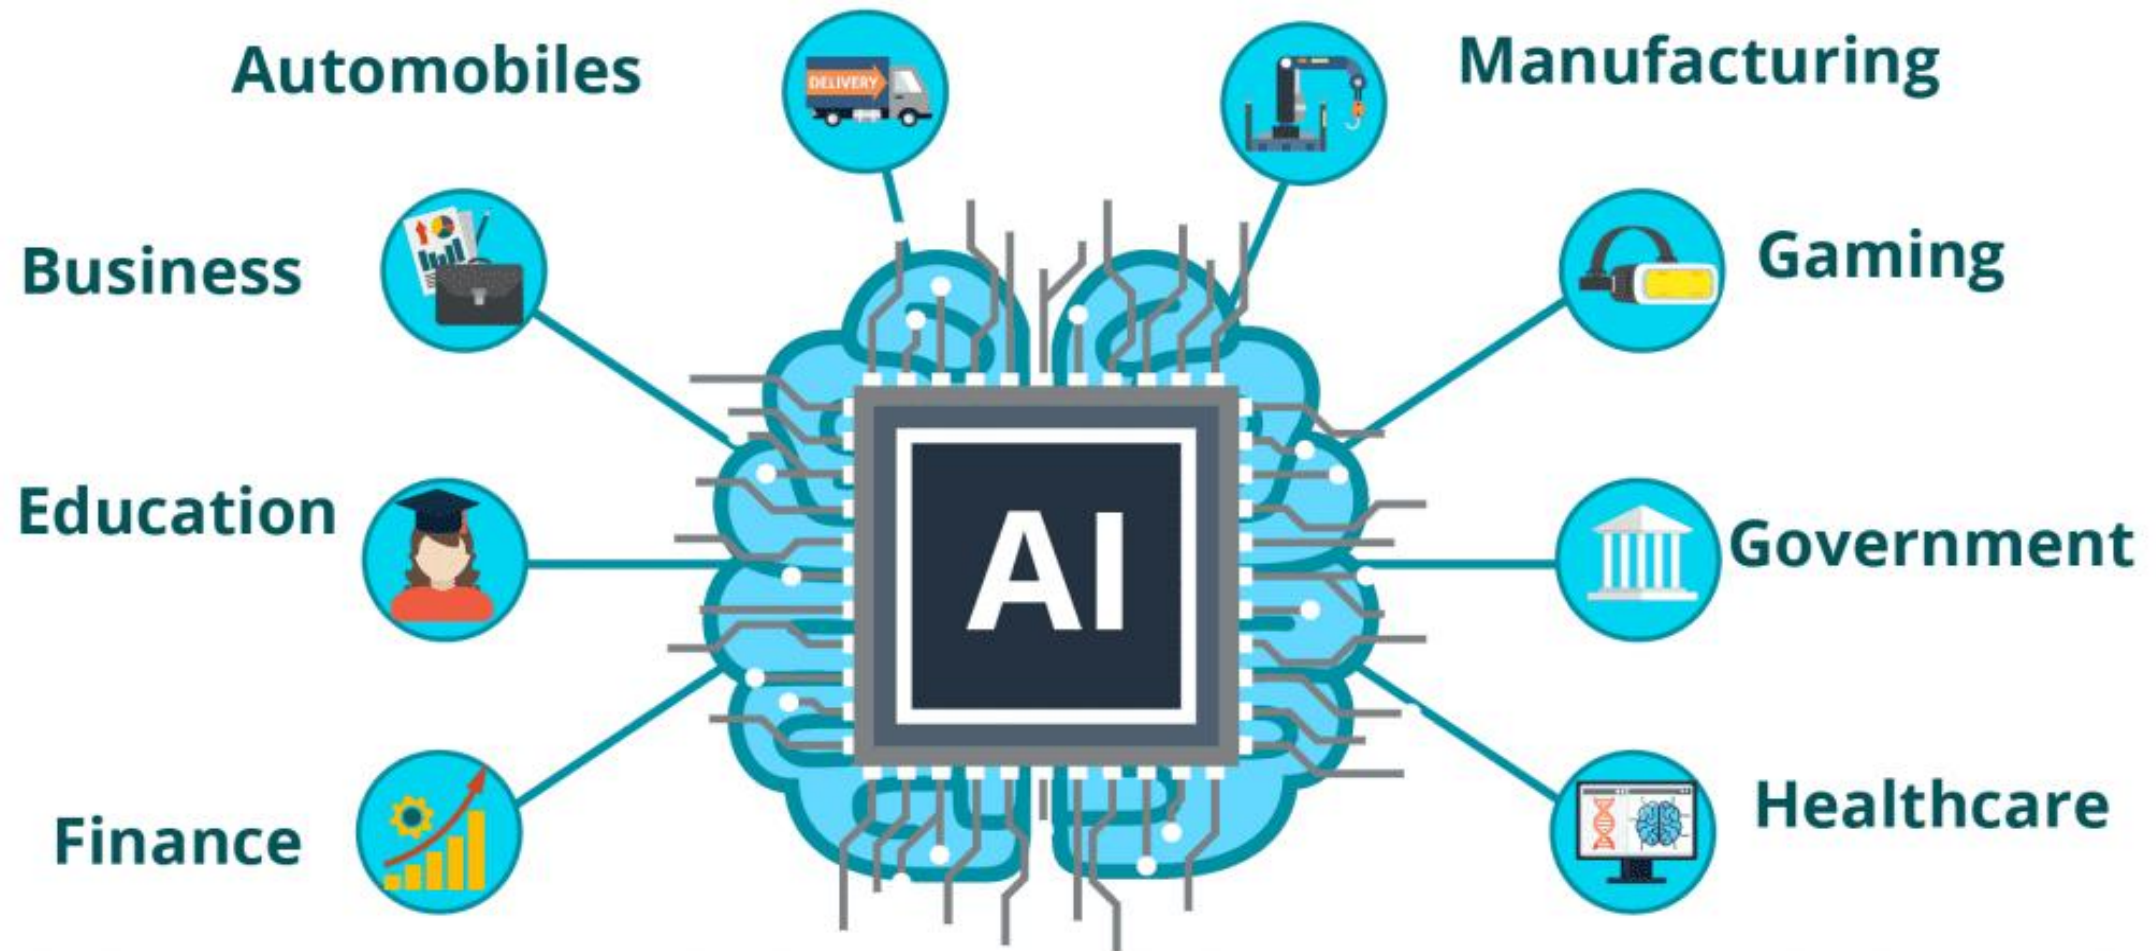 Automobiles
DELIVERY
Manufacturing
Business
Gaming
Education
AI
Government
Finance
Healthcare